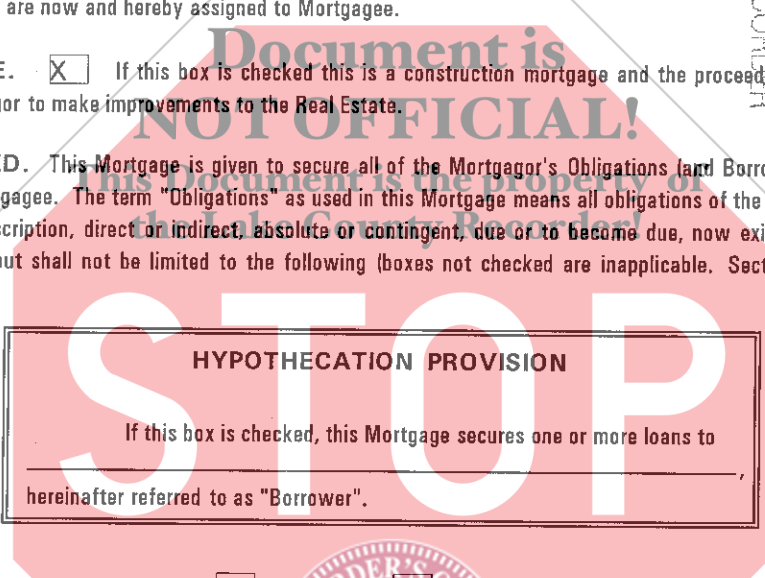 are now and hereby assigned to Mortgagee.
Document is
E. X If this box is checked this is a construction mortgage and the proceed
or to make improvements to the Real Estate.
NOT OFFICIAL!
ED. This Mortgage is given to secure all of the Mortgagor's Obligations (and Borro
This Document is the property of
gagee. The term "Obligations" as used in this Mortgage means all obligations of the
the Lake County Recorder!
scription, direct or indirect, absolute or contingent, due or to become due, now exi
out shall not be limited to the following (boxes not checked are inapplicable. Sect
STOP
HYPOTHECATION PROVISION
If this box is checked, this Mortgage secures one or more loans to
,
hereinafter referred to as "Borrower".
DER'S